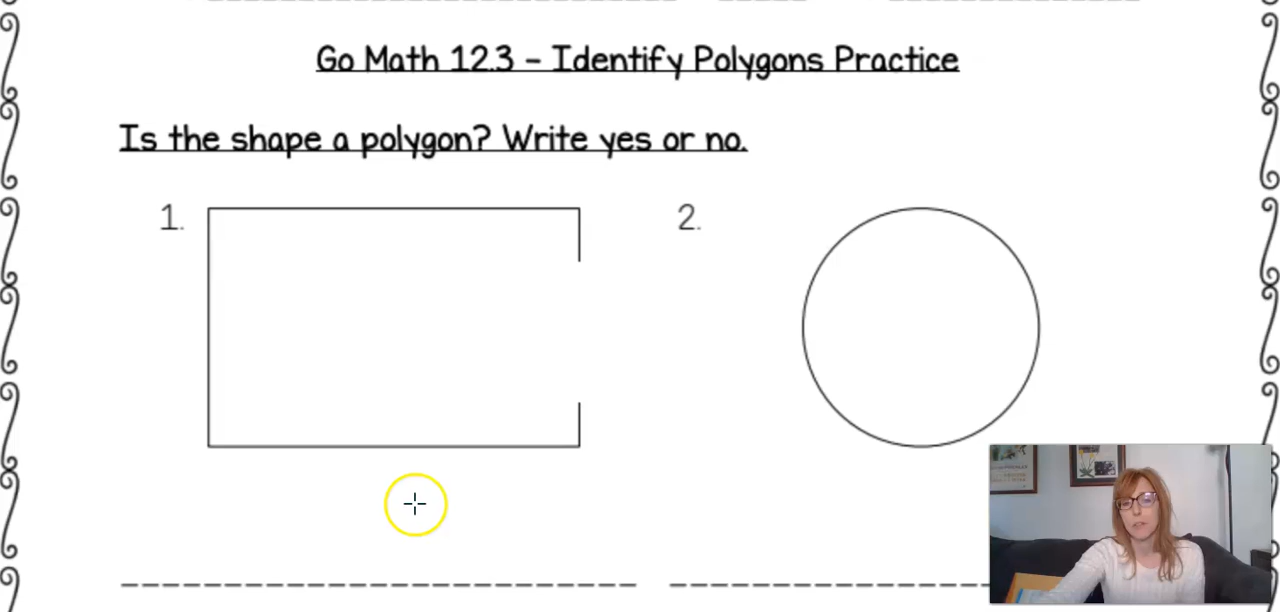 Go Math 12.3 - Identify Polygons Practice
Is the shape a polygon? Write yes or no.
1.
2.